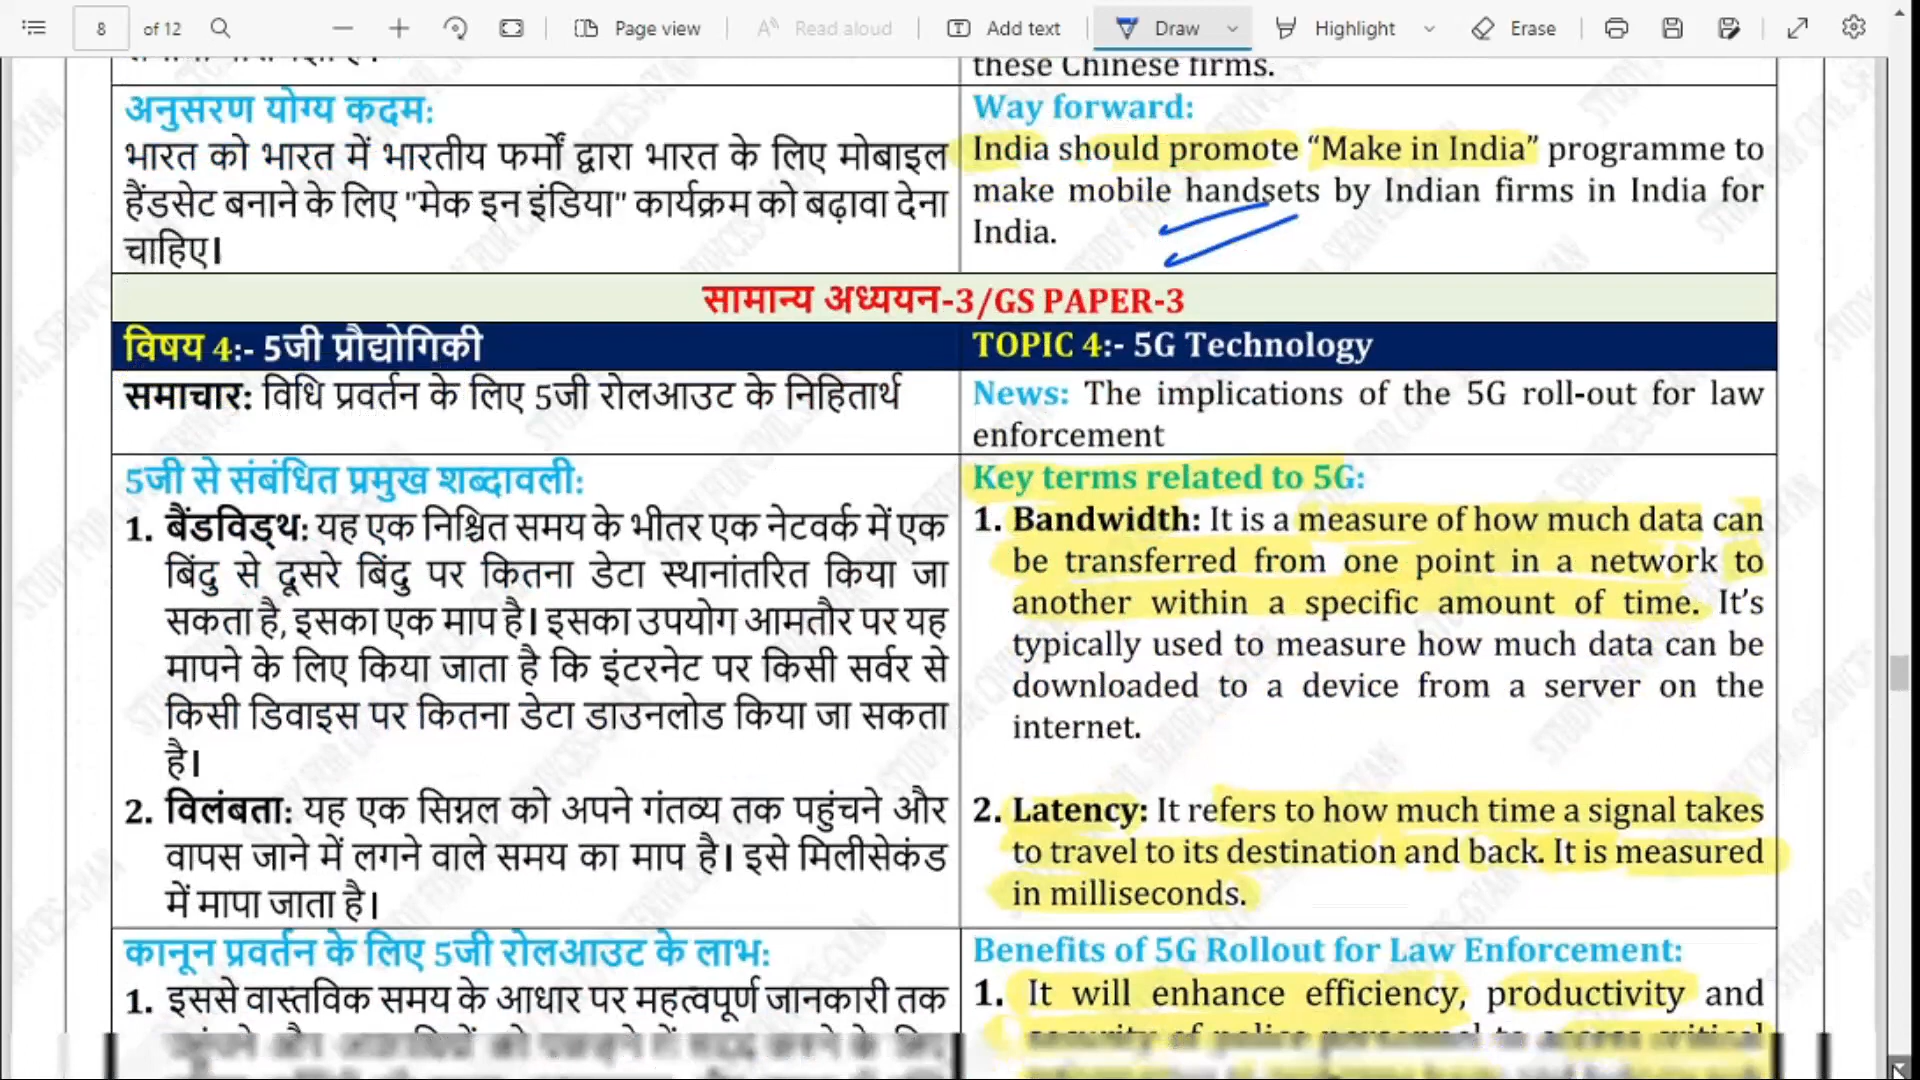 8 of 12 Page view Read aloud Add text Draw Highlight Erase
these Chinese firms.
अनुसरण योग्य कदम:
भारत को भारत में भारतीय फर्मों द्वारा भारत के लिए मोबाइल
हैंडसेट बनाने के लिए "मेक इन इंडिया" कार्यक्रम को बढ़ावा देना
चाहिए।
Way forward:
India should promote “Make in India” programme to
make mobile handsets by Indian firms in India for
India.
सामान्य अध्ययन-3/GS PAPER-3
विषय 4:- 5जी प्रौद्योगिकी
TOPIC 4:- 5G Technology
समाचार: विधि प्रवर्तन के लिए 5जी रोलआउट के निहितार्थ
News: The implications of the 5G roll-out for law
enforcement
5जी से संबंधित प्रमुख शब्दावली:
1. बैंडविड्थ: यह एक निश्चित समय के भीतर एक नेटवर्क में एक
बिंदु से दूसरे बिंदु पर कितना डेटा स्थानांतरित किया जा
सकता है, इसका एक माप है। इसका उपयोग आमतौर पर यह
मापने के लिए किया जाता है कि इंटरनेट पर किसी सर्वर से
किसी डिवाइस पर कितना डेटा डाउनलोड किया जा सकता
है।
2. विलंबता: यह एक सिग्नल को अपने गंतव्य तक पहुंचने और
वापस जाने में लगने वाले समय का माप है। इसे मिलीसेकंड
में मापा जाता है।
Key terms related to 5G:
1. Bandwidth: It is a measure of how much data can
be transferred from one point in a network to
another within a specific amount of time. It’s
typically used to measure how much data can be
downloaded to a device from a server on the
internet.
2. Latency: It refers to how much time a signal takes
to travel to its destination and back. It is measured
in milliseconds.
कानून प्रवर्तन के लिए 5जी रोलआउट के लाभ:
1. इससे वास्तविक समय के आधार पर महत्वपूर्ण जानकारी तक
Benefits of 5G Rollout for Law Enforcement:
1. It will enhance efficiency, productivity and
security of police personnel to access critical